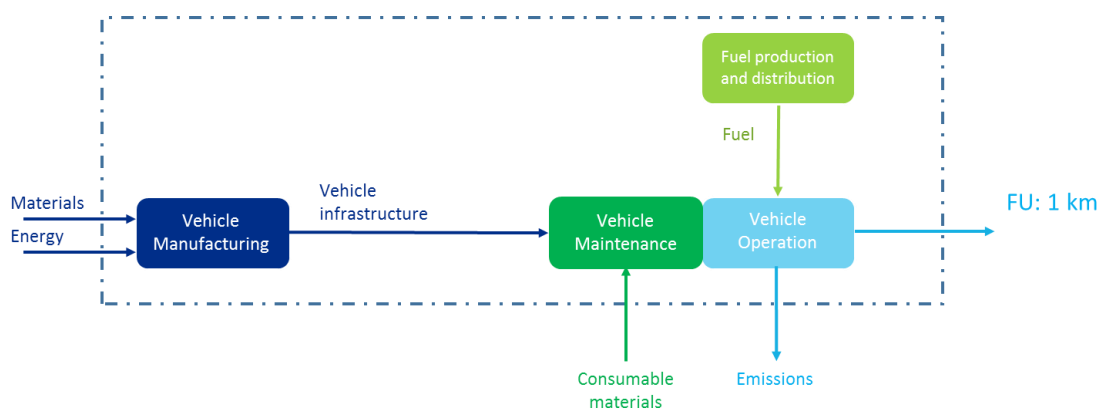 Fuel production
and distribution
Fuel
Materials
Energy
Vehicle
Manufacturing
Vehicle
infrastructure
Vehicle
Maintenance
Vehicle
Operation
FU: 1 km
Consumable
materials
Emissions